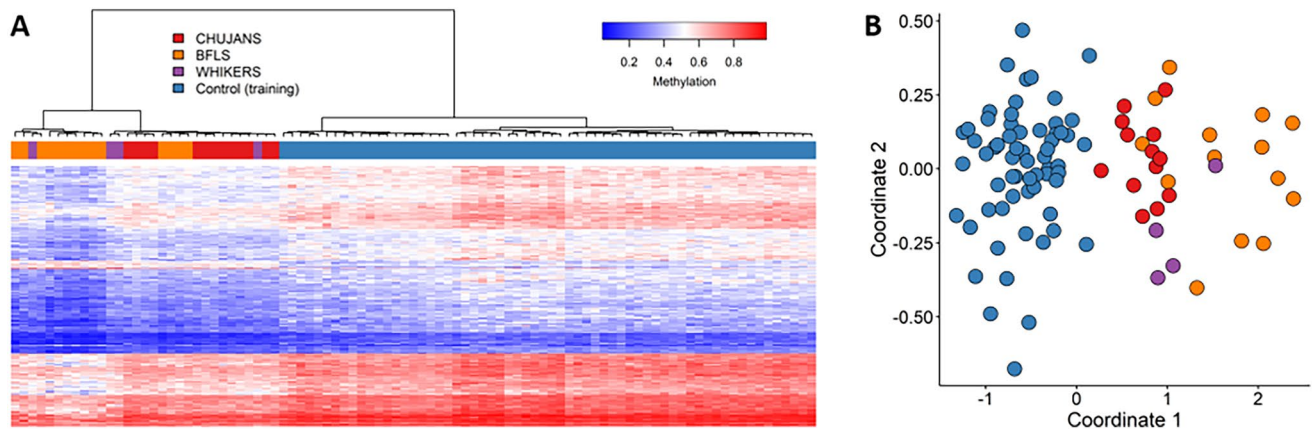 A
CHUJANS
BFLS
WHIKERS
Control (training)
0.2 0.4 0.6 0.8
Methylation
B
0.50
0.25
0.00
-0.25
-0.50
Coordinate 2
-1 0 1 2
Coordinate 1